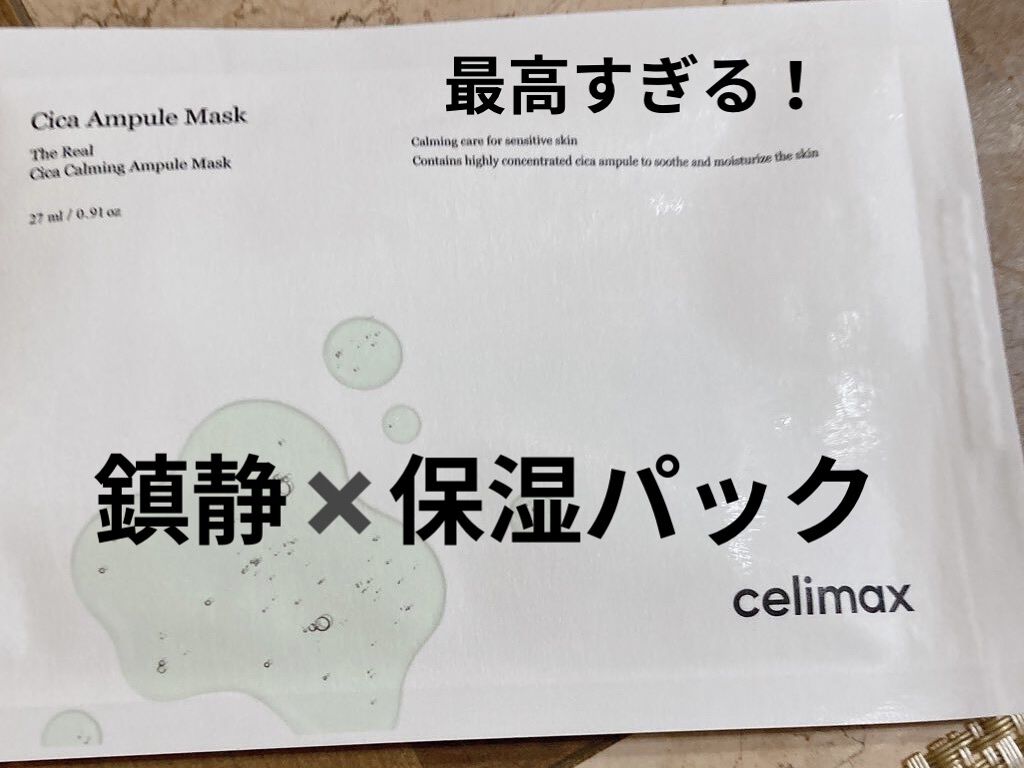 最高すぎる！
Cica Ampule Mask
The Real
Cica Calming Ampule Mask
27 ml / 0.91 oz
Calming care for sensitive skin
Contains highly concentrated cica ampule to soothe and moisturize the skin
鎮静✖保湿パック
celimax